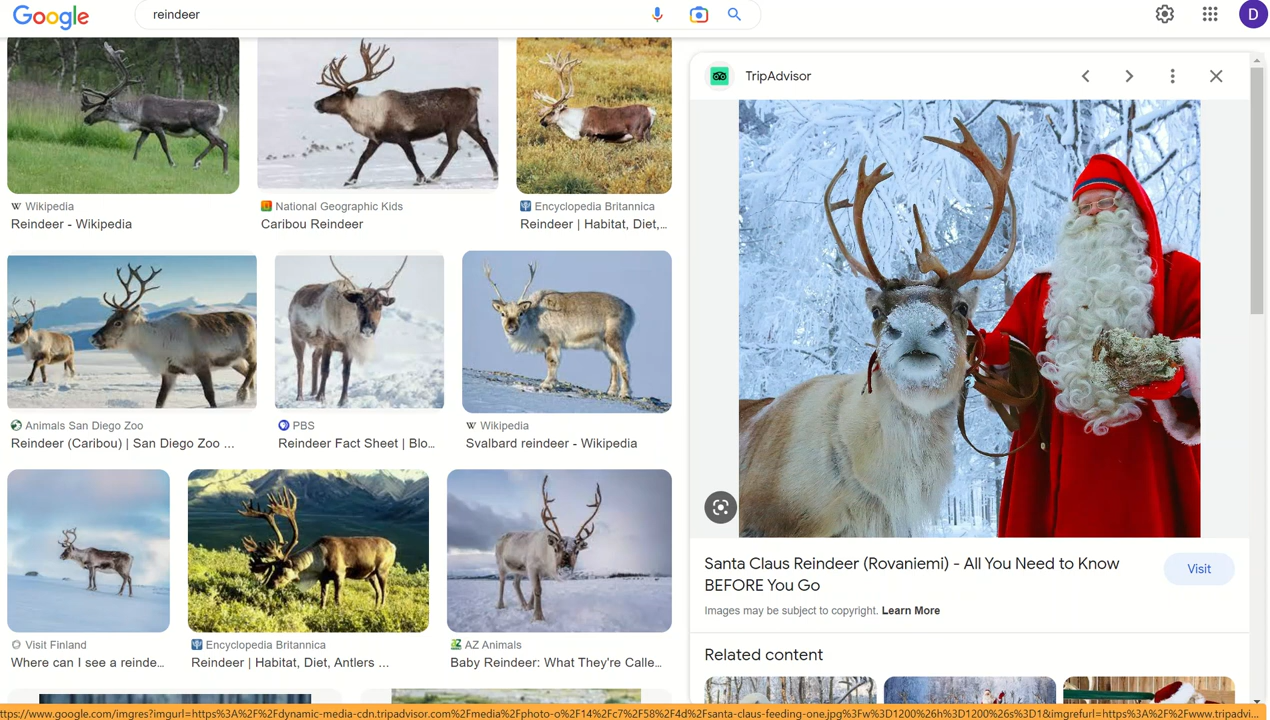 Google
reindeer
D
TripAdvisor
Wikipedia
Reindeer - Wikipedia
National Geographic Kids
Caribou Reindeer
Encyclopedia Britannica
Reindeer | Habitat, Diet,...
Animals San Diego Zoo
Reindeer (Caribou) | San Diego Zoo ...
PBS
Reindeer Fact Sheet | Blo...
Wikipedia
Svalbard reindeer - Wikipedia
Visit Finland
Where can I see a reinde...
Encyclopedia Britannica
Reindeer | Habitat, Diet, Antlers ...
AZ Animals
Baby Reindeer: What They're Calle...
Santa Claus Reindeer (Rovaniemi) - All You Need to Know
BEFORE You Go
Visit
Images may be subject to copyright. Learn More
Related content
ttps://www.google.com/imgres?imgurl=https%3A%2F%2Fdynamic-media-cdn.tripadvisor.com%2Fmedia%2Fphoto-o%2F14%2Fc7%2F58%2F4d%2Fsanta-claus-feeding-one.jpg%3Fw%3D1200%26h%3D1200%26s%3D1&imgrefurl=https%3A%2F%2Fwww.tripadvi...